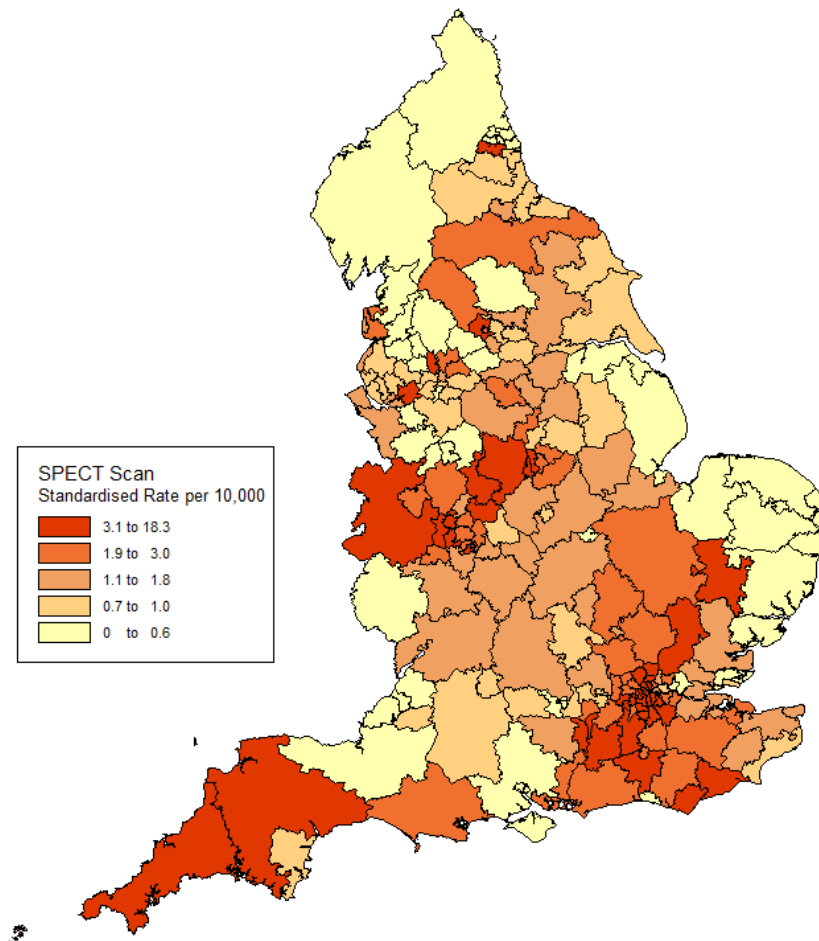 SPECT Scan
Standardised Rate per 10,000
3.1 to 18.3
1.9 to 3.0
1.1 to 1.8
0.7 to 1.0
0 to 0.6